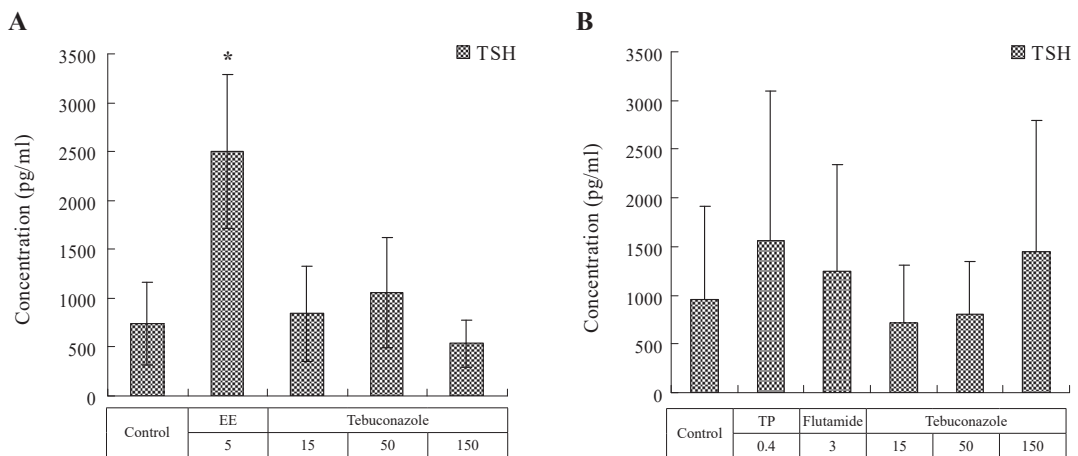 A
Concentration (pg/ml)
3500
3000
2500
2000
1500
1000
500
0
*
TSH
Control EE Tebuconazole
5 15 50 150
B
Concentration (pg/ml)
3500
3000
2500
2000
1500
1000
500
0
TSH
Control TP Flutamide Tebuconazole
0.4 3 15 50 150